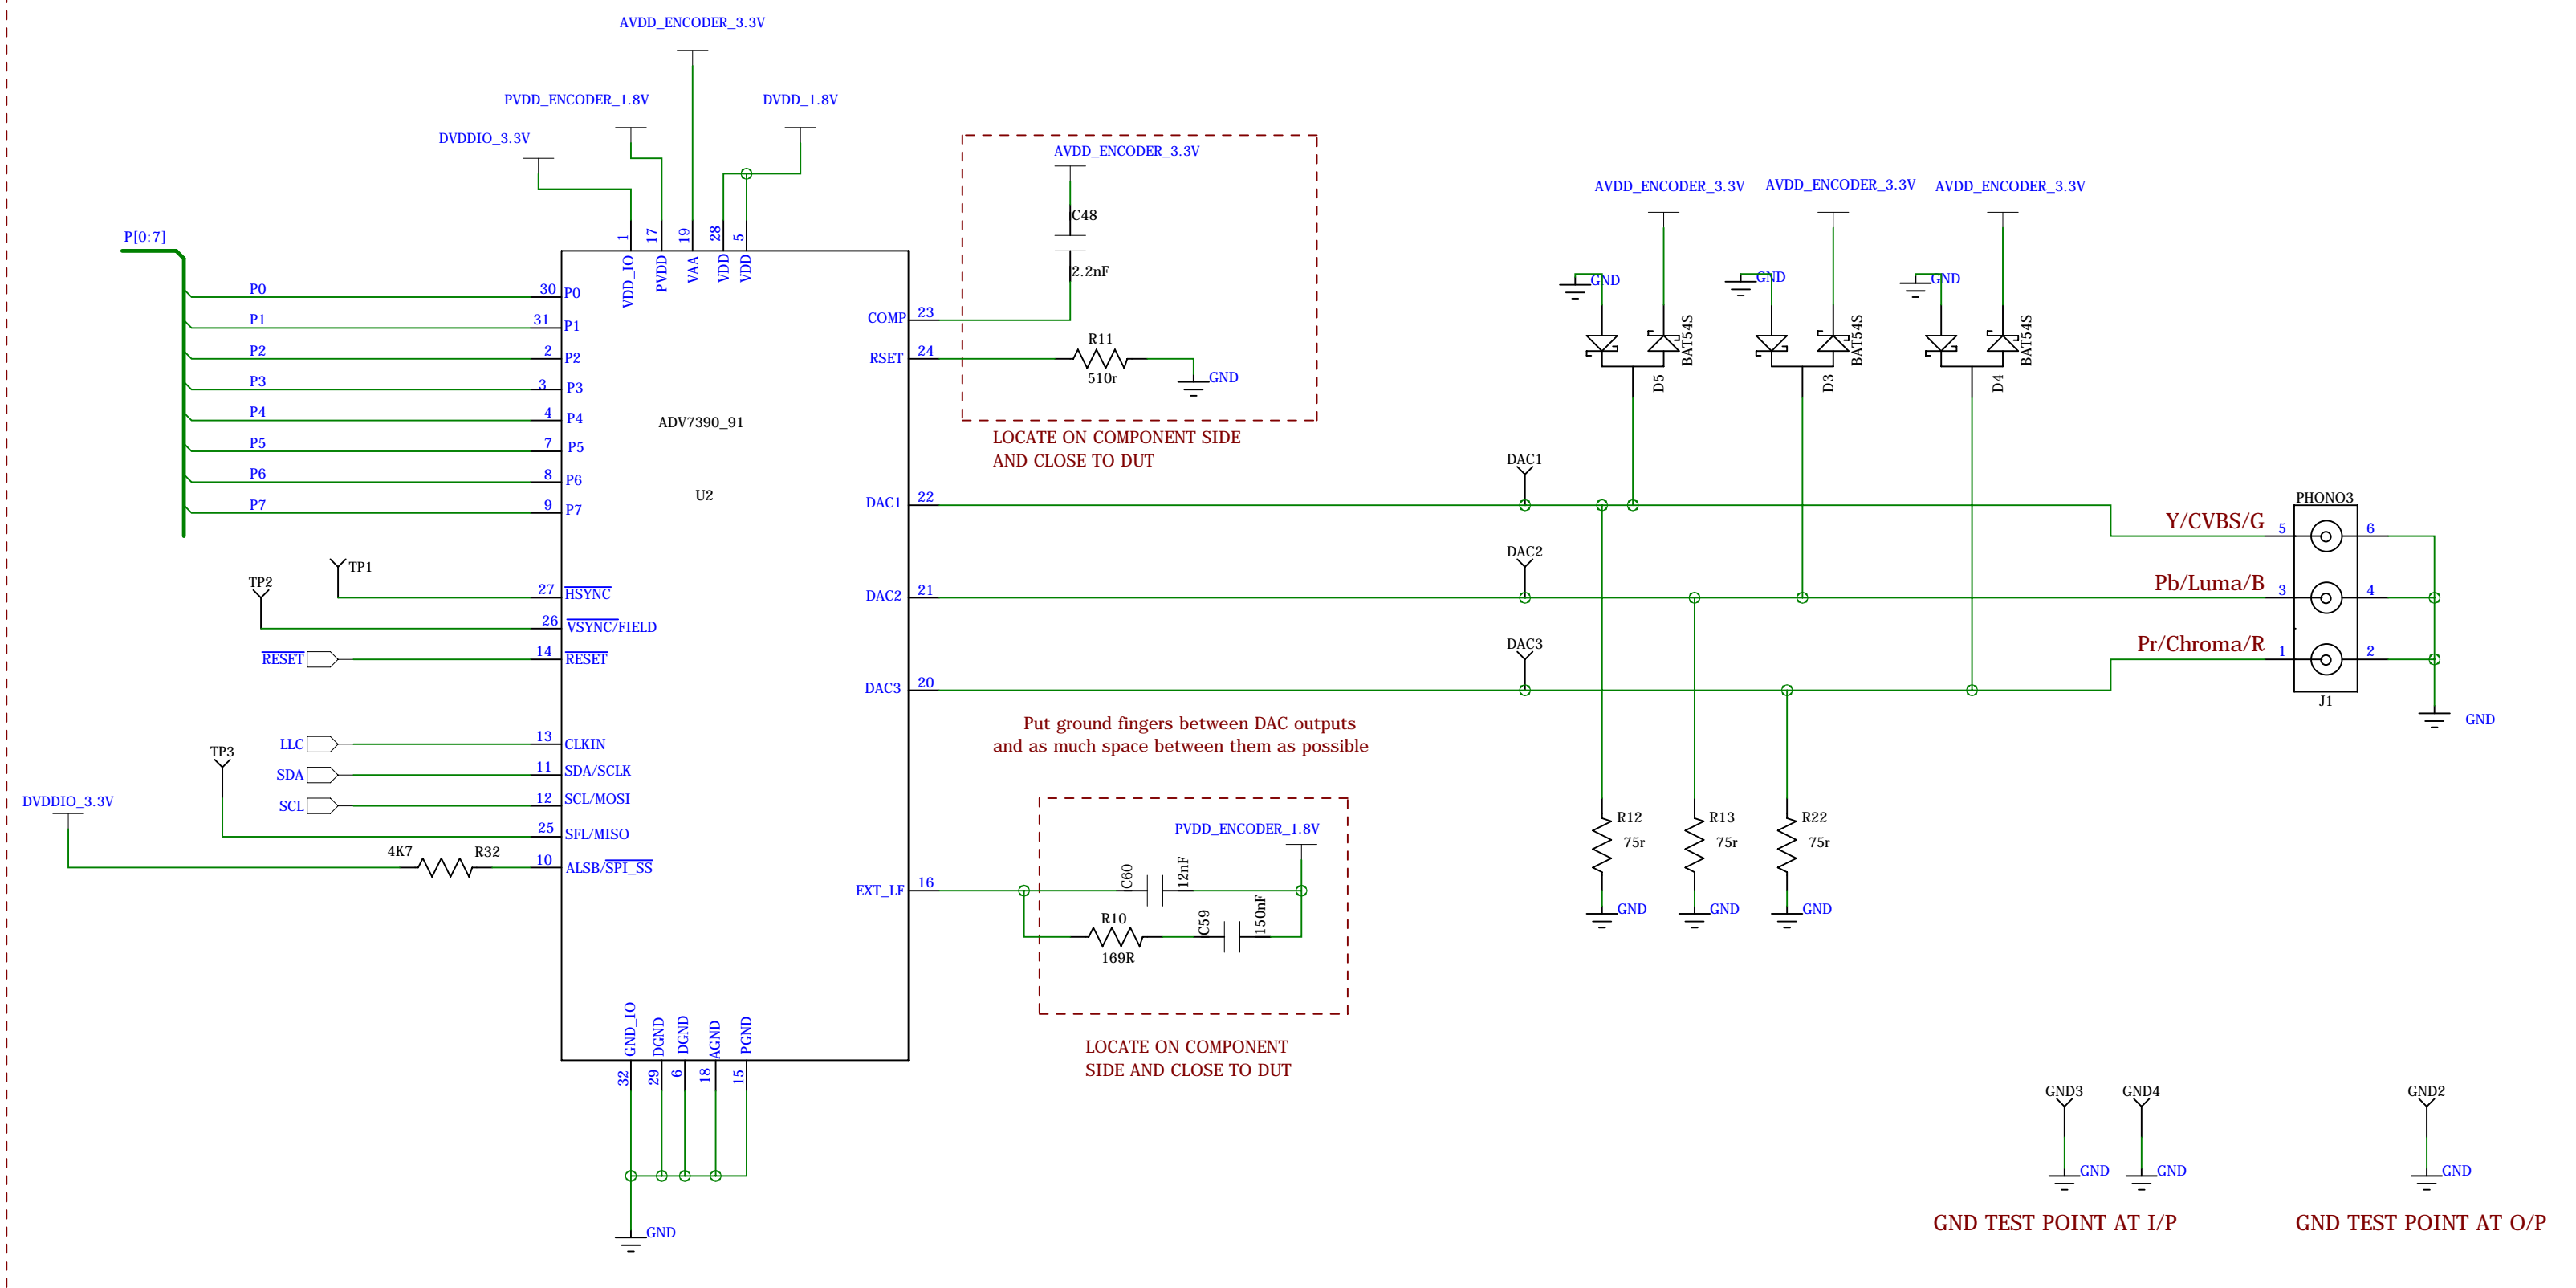 AVDD_ENCODER_3.3V
PVDD_ENCODER_1.8V
DVDD_1.8V
DVDDIO_3.3V
P[0:7]
1
17
19
28
5
VDD_IO
PVDD
VAA
VDD
VDD
P0
30
P0
P1
31
P1
P2
2
P2
P3
3
P3
P4
4
P4
P5
7
P5
P6
8
P6
P7
9
P7
ADV7390_91
U2
TP1
27
HSYNC
TP2
26
VSYNC/FIELD
RESET
14
RESET
LLC
13
CLKIN
SDA
11
SDA/SCLK
SCL
12
SCL/MOSI
TP3
25
SFL/MISO
DVDDIO_3.3V
4K7
R32
10
ALSB/SPI_SS
GND_IO
DGND
DGND
AGND
PGND
32
29
6
18
15
GND
AVDD_ENCODER_3.3V
C48
2.2nF
COMP
23
RSET
24
R11
510r
GND
LOCATE ON COMPONENT SIDE
AND CLOSE TO DUT
DAC1
22
DAC1
DAC2
21
DAC2
DAC3
20
DAC3
Put ground fingers between DAC outputs
and as much space between them as possible
PVDD_ENCODER_1.8V
EXT_LF
16
C60
12nF
R10
169R
C59
150nF
LOCATE ON COMPONENT
SIDE AND CLOSE TO DUT
AVDD_ENCODER_3.3V
AVDD_ENCODER_3.3V
AVDD_ENCODER_3.3V
GND
GND
GND
BAT54S
D5
BAT54S
D3
BAT54S
D4
R12
75r
GND
R13
75r
GND
R22
75r
GND
PHONO3
Y/CVBS/G
5
6
Pb/Luma/B
3
4
Pr/Chroma/R
1
2
J1
GND
GND3
GND
GND4
GND
GND2
GND
GND TEST POINT AT I/P
GND TEST POINT AT O/P